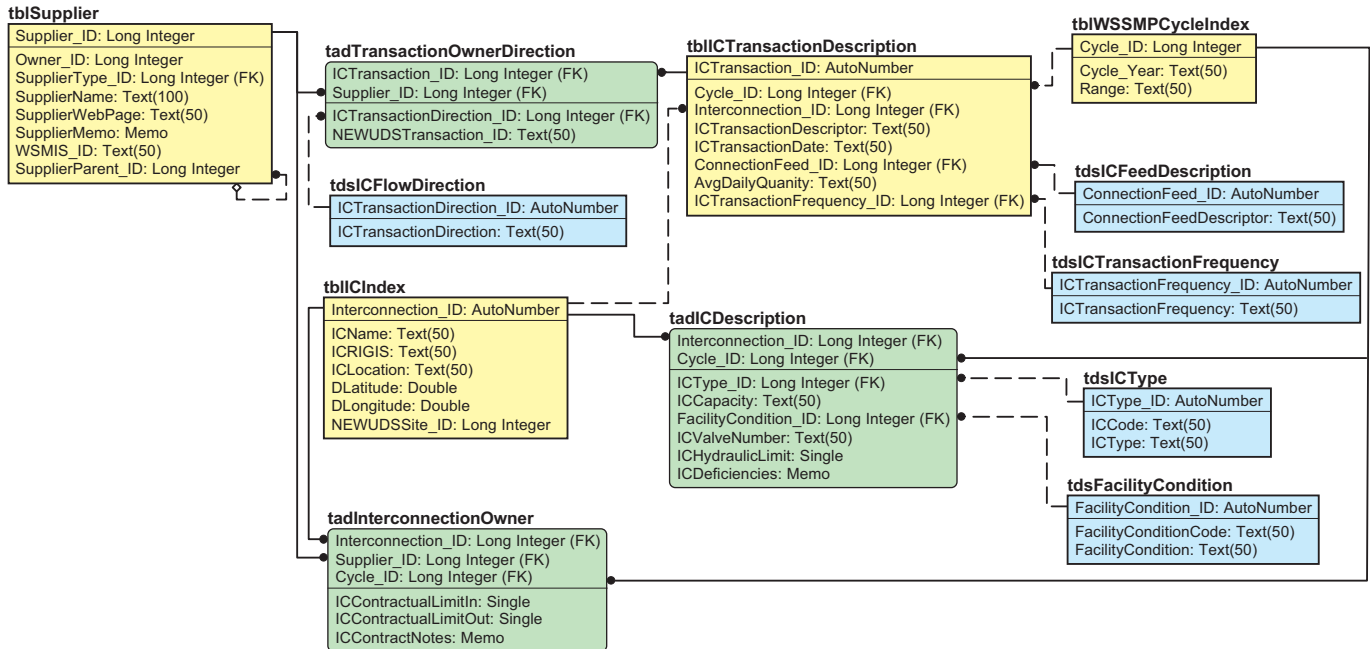 tblSupplier
Supplier_ID: Long Integer
Owner_ID: Long Integer
SupplierType_ID: Long Integer (FK)
SupplierName: Text(100)
SupplierWebPage: Text(50)
SupplierMemo: Memo
WSMIS_ID: Text(50)
SupplierParent_ID: Long Integer
tadTransactionOwnerDirection
ICTransaction_ID: Long Integer (FK)
Supplier_ID: Long Integer (FK)
ICTransactionDirection_ID: Long Integer (FK)
NEWUDSTransaction_ID: Text(50)
tdsICFlowDirection
ICTransactionDirection_ID: AutoNumber
ICTransactionDirection: Text(50)
tblICTransactionDescription
ICTransaction_ID: AutoNumber
Cycle_ID: Long Integer (FK)
Interconnection_ID: Long Integer (FK)
ICTransactionDescriptor: Text(50)
ICTransactionDate: Text(50)
ConnectionFeed_ID: Long Integer (FK)
AvgDailyQuanity: Text(50)
ICTransactionFrequency_ID: Long Integer (FK)
tblWSSMPCycleIndex
Cycle_ID: Long Integer
Cycle_Year: Text(50)
Range: Text(50)
tdsICFeedDescription
ConnectionFeed_ID: AutoNumber
ConnectionFeedDescriptor: Text(50)
tdsICTransactionFrequency
ICTransactionFrequency_ID: AutoNumber
ICTransactionFrequency: Text(50)
tblICIndex
Interconnection_ID: AutoNumber
ICName: Text(50)
ICRIGIS: Text(50)
ICLocation: Text(50)
DLatitude: Double
DLongitude: Double
NEWUDSSite_ID: Long Integer
tadICDescription
Interconnection_ID: Long Integer (FK)
Cycle_ID: Long Integer (FK)
ICType_ID: Long Integer (FK)
ICCapacity: Text(50)
FacilityCondition_ID: Long Integer (FK)
ICValveNumber: Text(50)
ICHydraulicLimit: Single
ICDeficiencies: Memo
tdsICType
ICType_ID: AutoNumber
ICCode: Text(50)
ICType: Text(50)
tdsFacilityCondition
FacilityCondition_ID: AutoNumber
FacilityConditionCode: Text(50)
FacilityCondition: Text(50)
tadInterconnectionOwner
Interconnection_ID: Long Integer (FK)
Supplier_ID: Long Integer (FK)
Cycle_ID: Long Integer (FK)
ICContractualLimitIn: Single
ICContractualLimitOut: Single
ICContractNotes: Memo